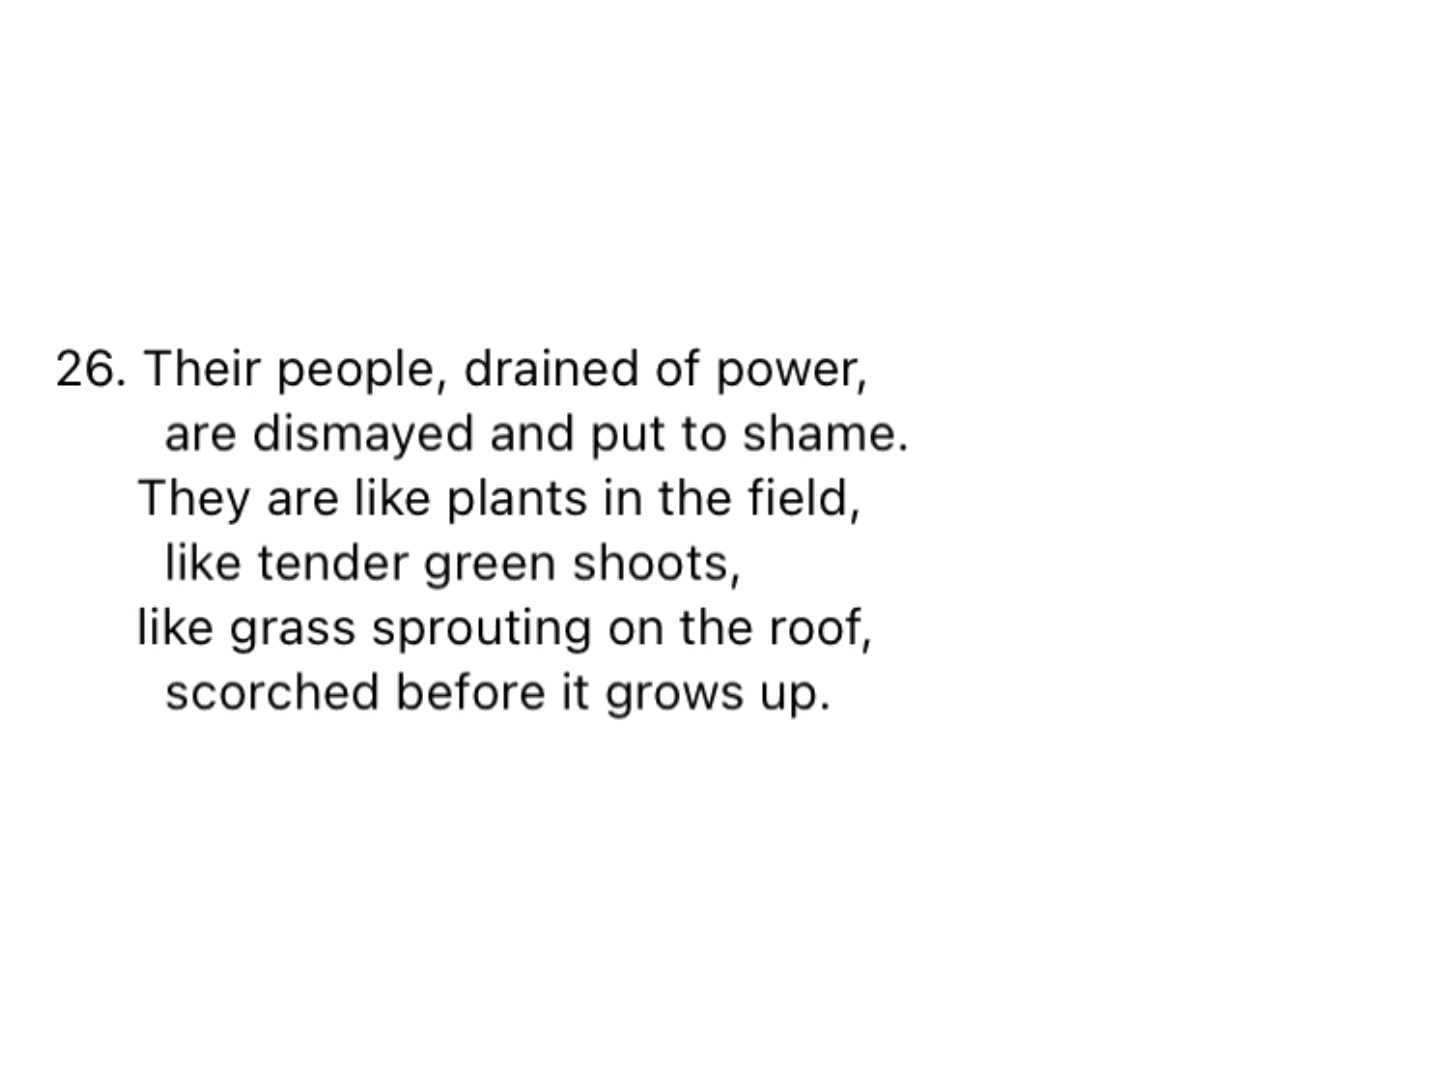 26. Their people, drained of power,
are dismayed and put to shame.
They are like plants in the field,
like tender green shoots,
like grass sprouting on the roof,
scorched before it grows up.